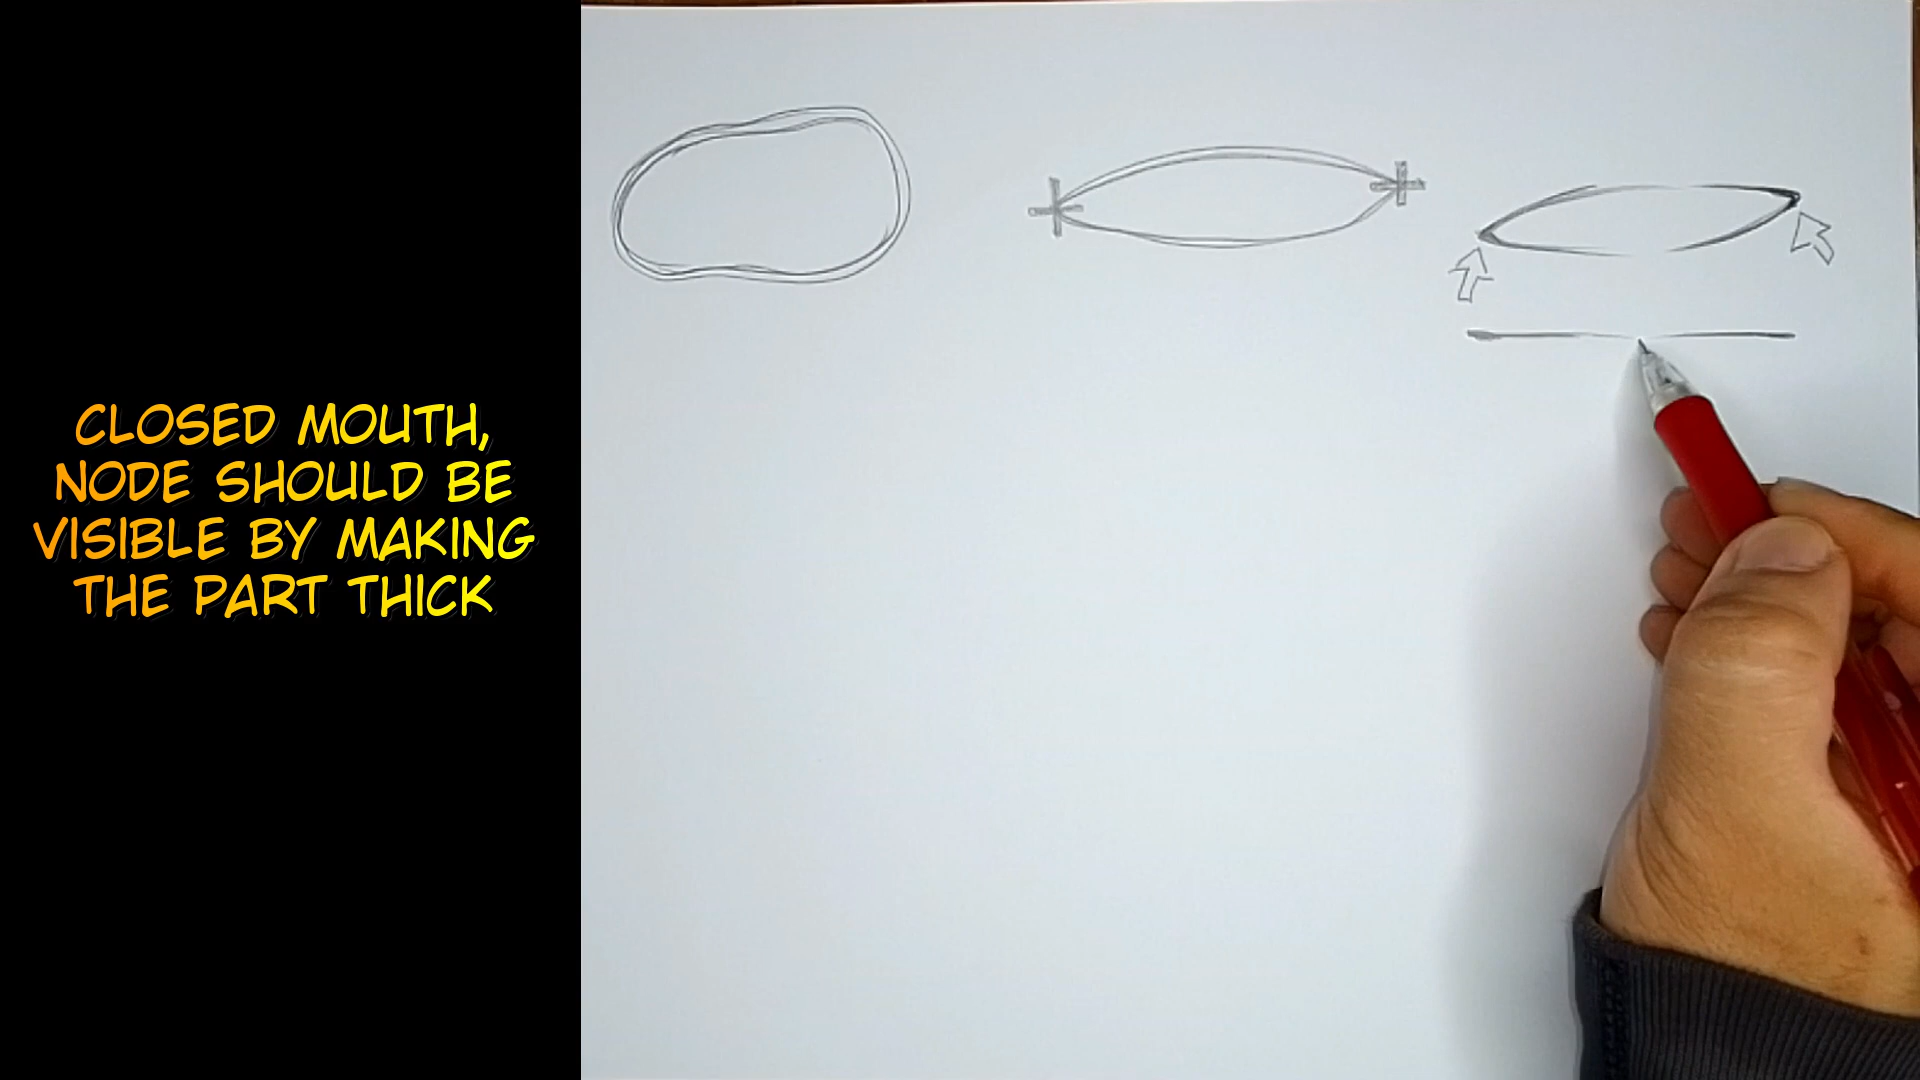 CLOSED MOUTH,
NODE SHOULD BE
VISIBLE BY MAKING
THE PART THICK